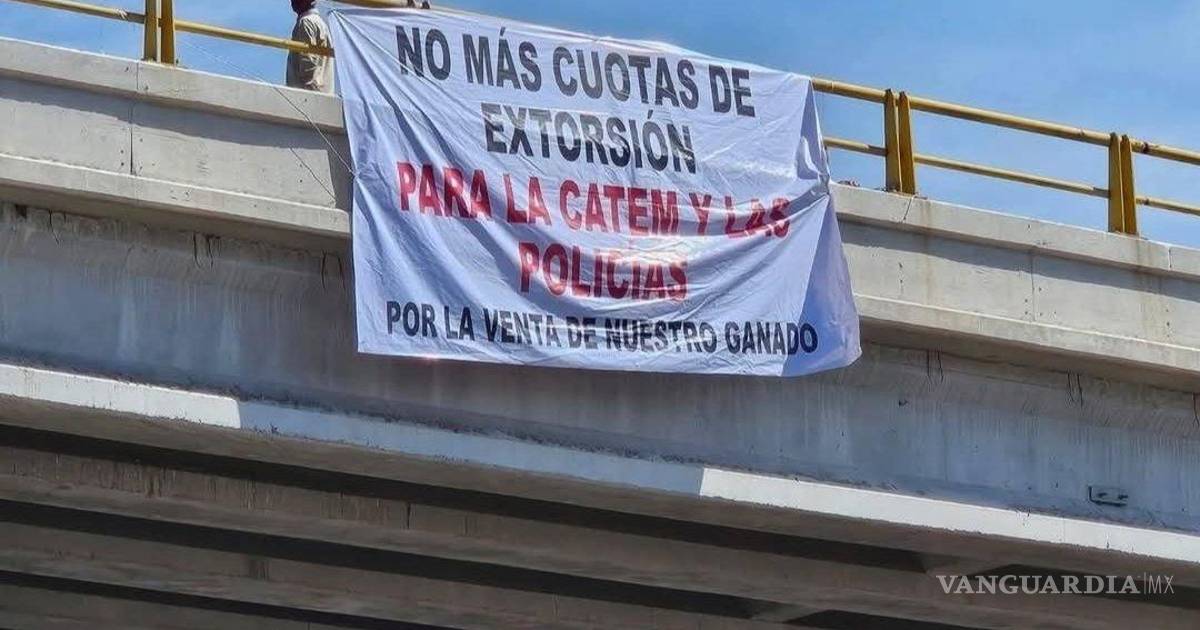 NO MÁS CUOTAS DE
EXTORSIÓN
PARA LA CATEM Y LAS
POLICÍAS
POR LA VENTA DE NUESTRO GANADO
VANGUARDIA|MX